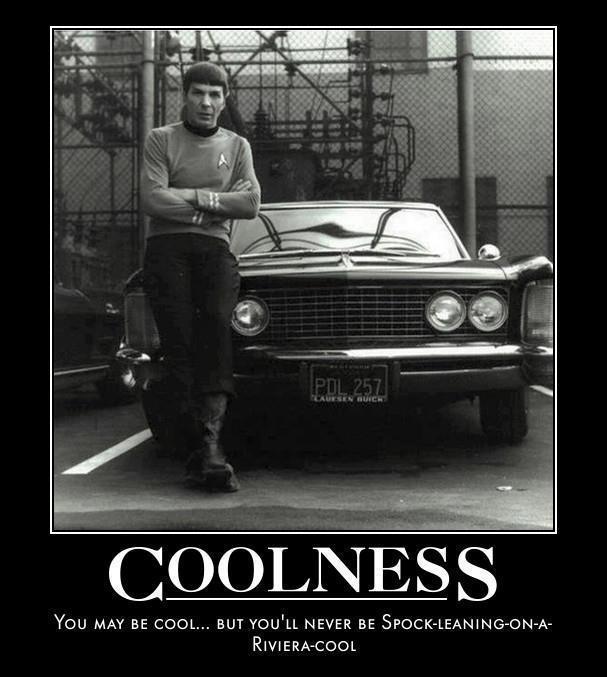 PDL 257
LAUESEN BUICK
COOLNESS
YOU MAY BE COOL... BUT YOU'LL NEVER BE SPOCK-LEANING-ON-A-
RIVIERA-COOL